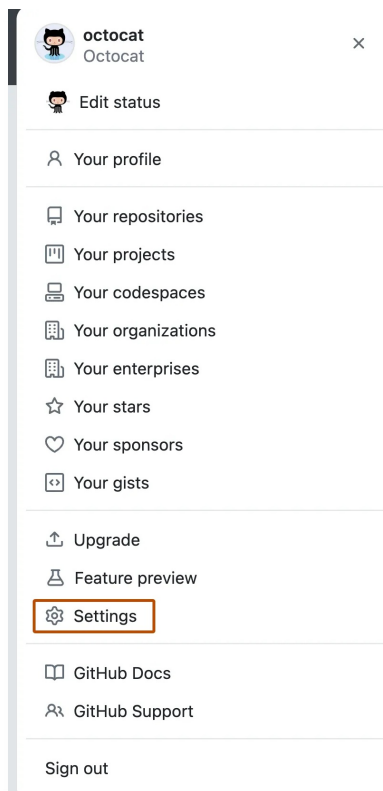 octocat
Octocat
Edit status
Your profile
Your repositories
Your projects
Your codespaces
Your organizations
Your enterprises
Your stars
Your sponsors
Your gists
Upgrade
Feature preview
Settings
GitHub Docs
GitHub Support
Sign out